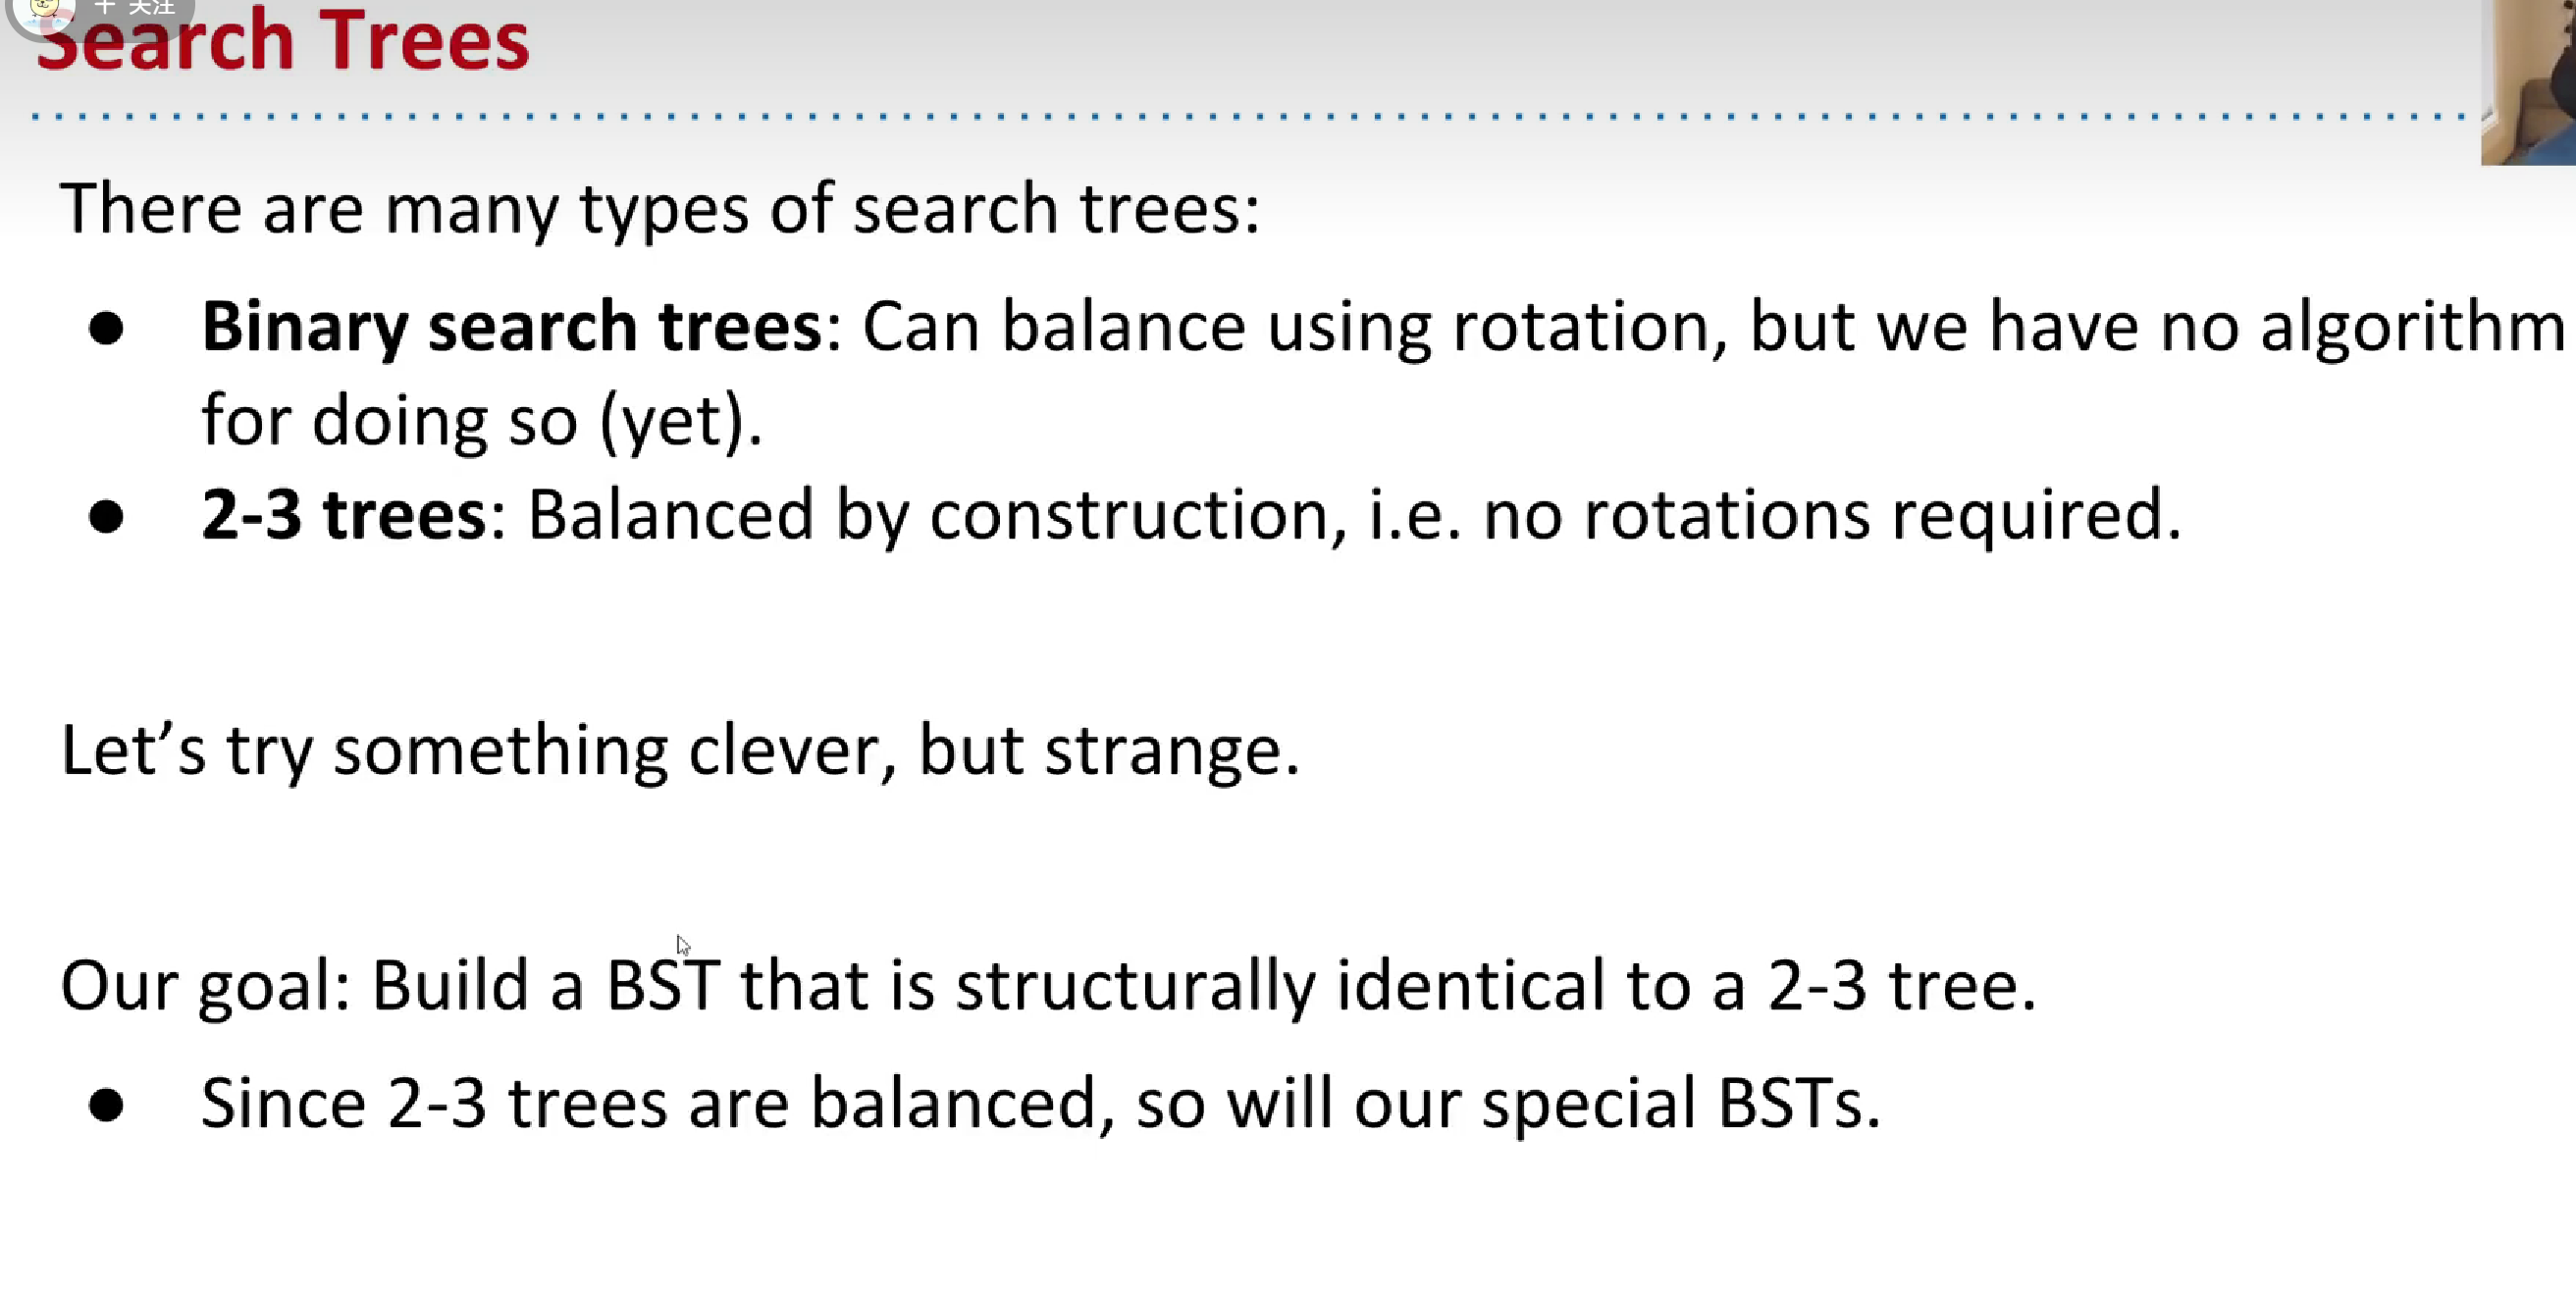 + 关注
Search Trees
There are many types of search trees:
● Binary search trees: Can balance using rotation, but we have no algorithm
for doing so (yet).
● 2-3 trees: Balanced by construction, i.e. no rotations required.
Let’s try something clever, but strange.
Our goal: Build a BST that is structurally identical to a 2-3 tree.
● Since 2-3 trees are balanced, so will our special BSTs.